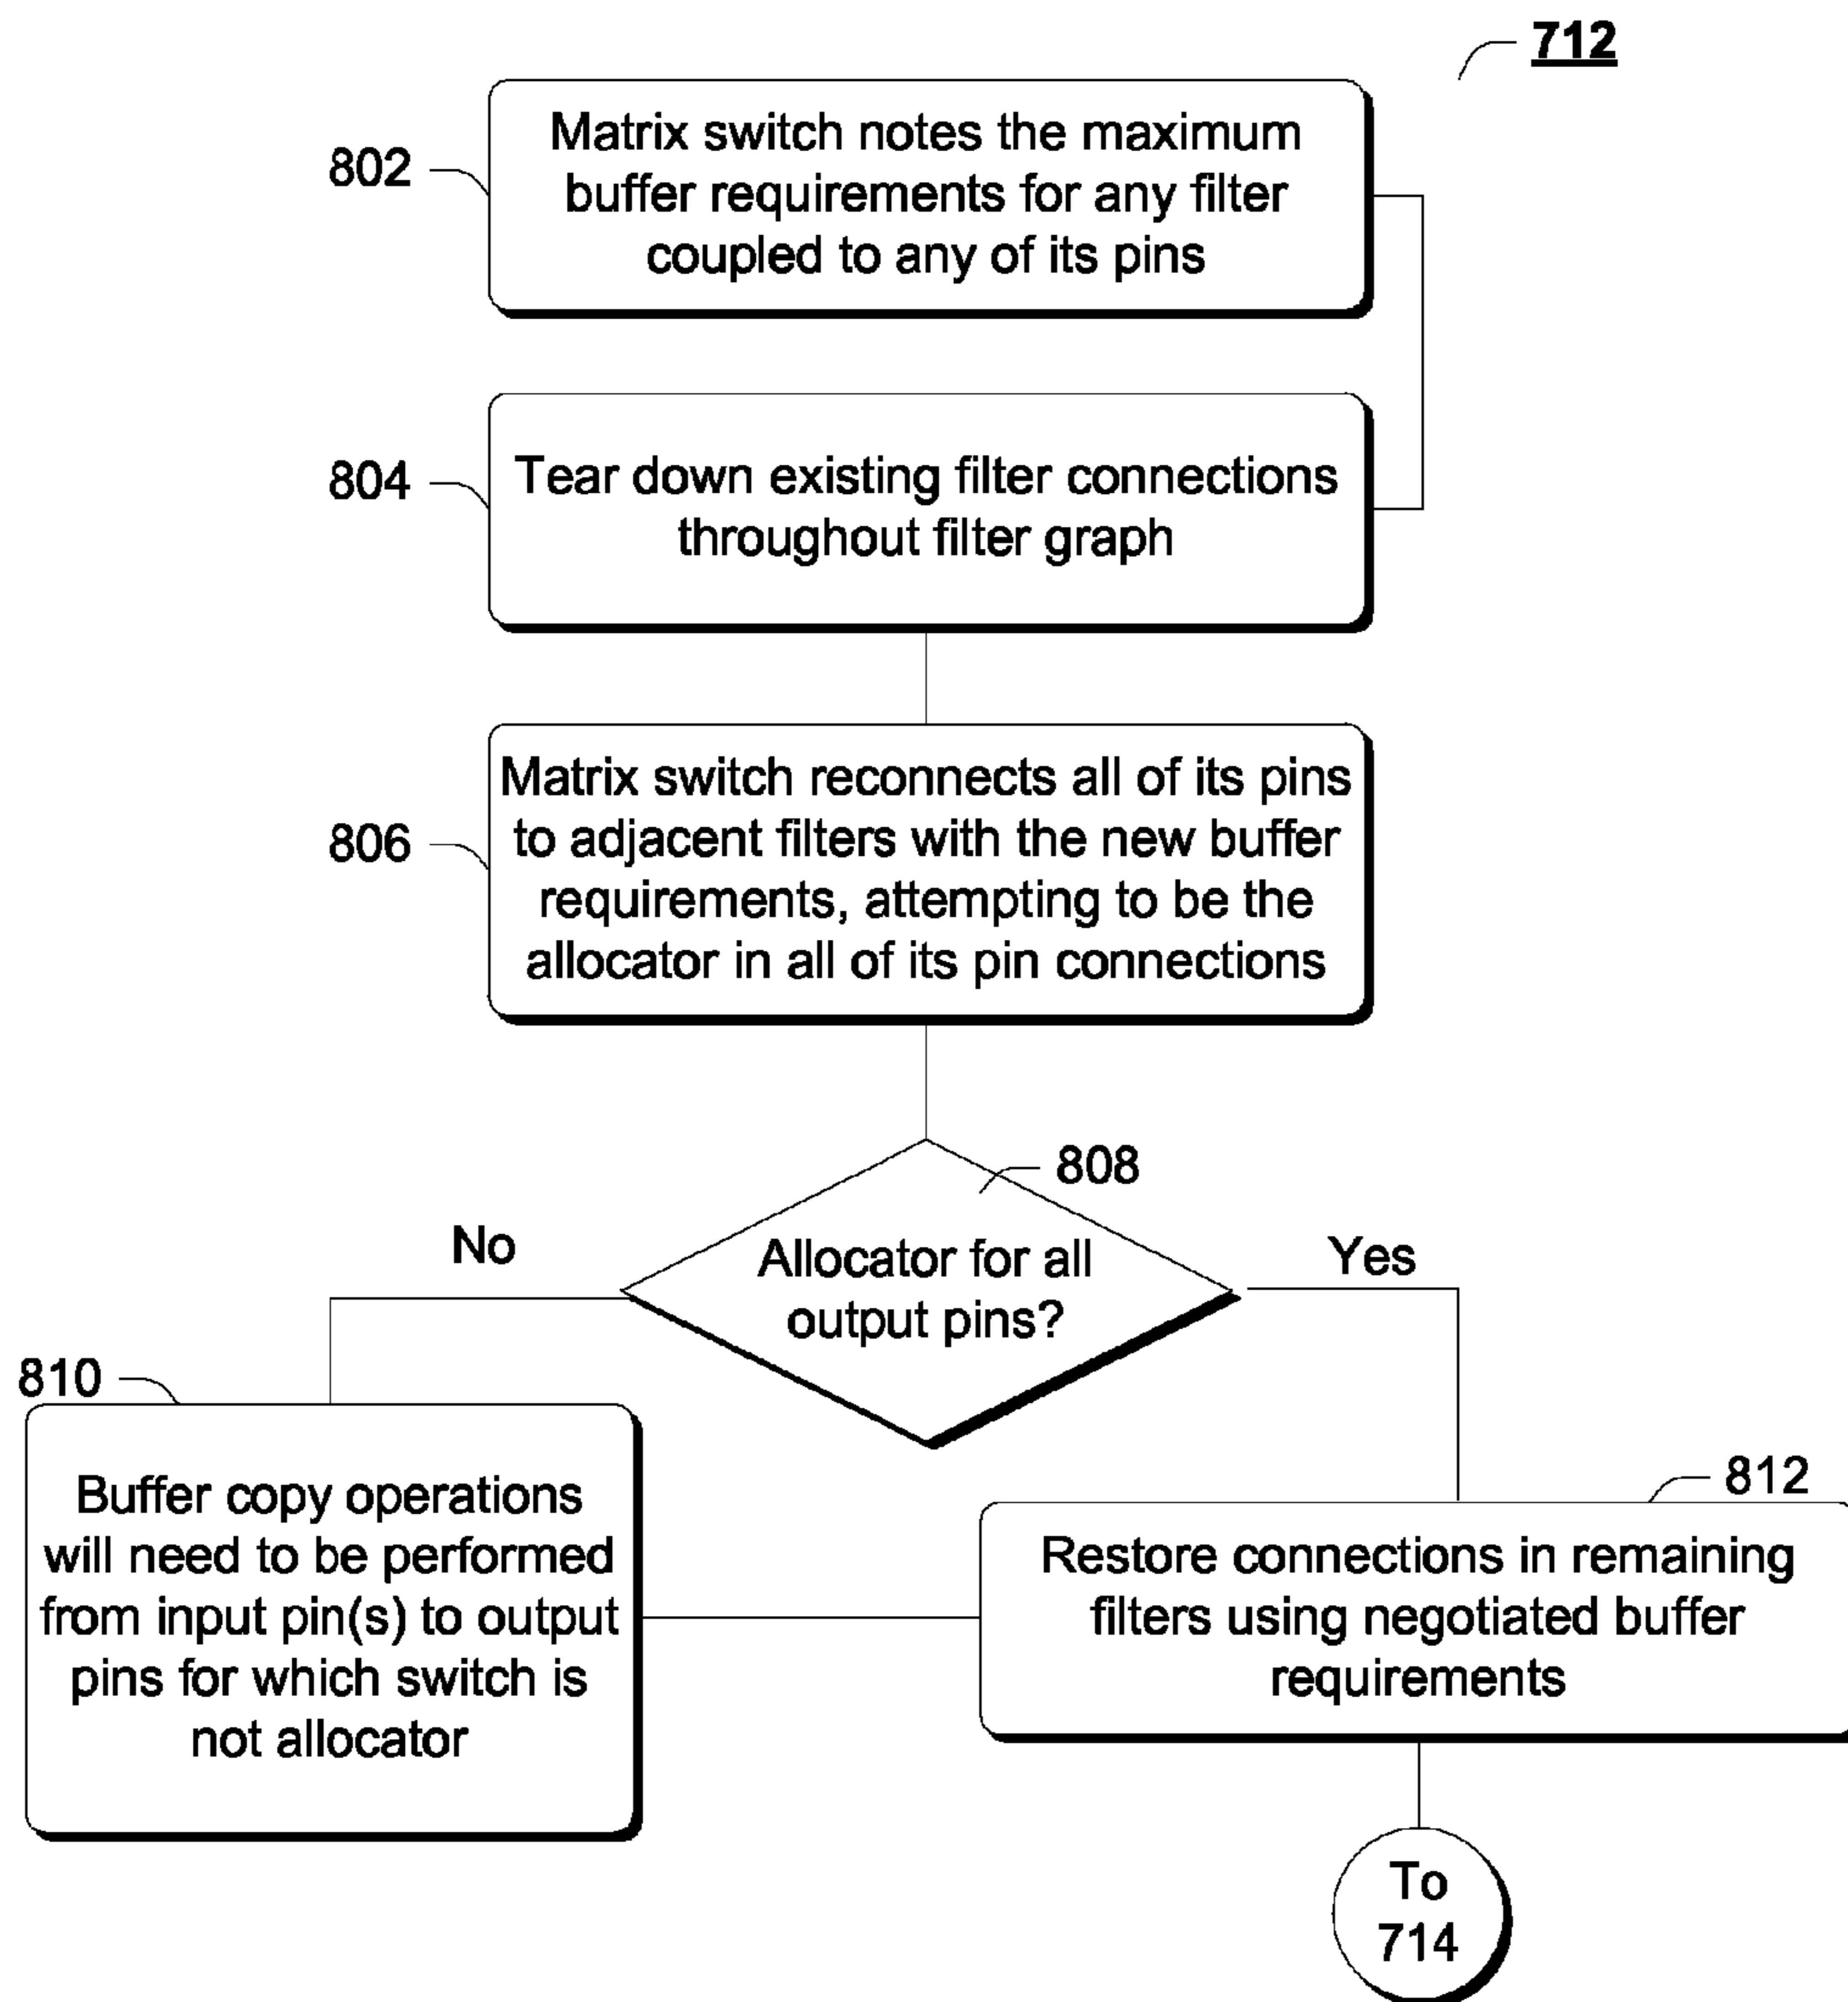 712
802
Matrix switch notes the maximum
buffer requirements for any filter
coupled to any of its pins
804
Tear down existing filter connections
throughout filter graph
806
Matrix switch reconnects all of its pins
to adjacent filters with the new buffer
requirements, attempting to be the
allocator in all of its pin connections
808
Allocator for all
output pins?
No
Yes
810
Buffer copy operations
will need to be performed
from input pin(s) to output
pins for which switch is
not allocator
812
Restore connections in remaining
filters using negotiated buffer
requirements
To
714